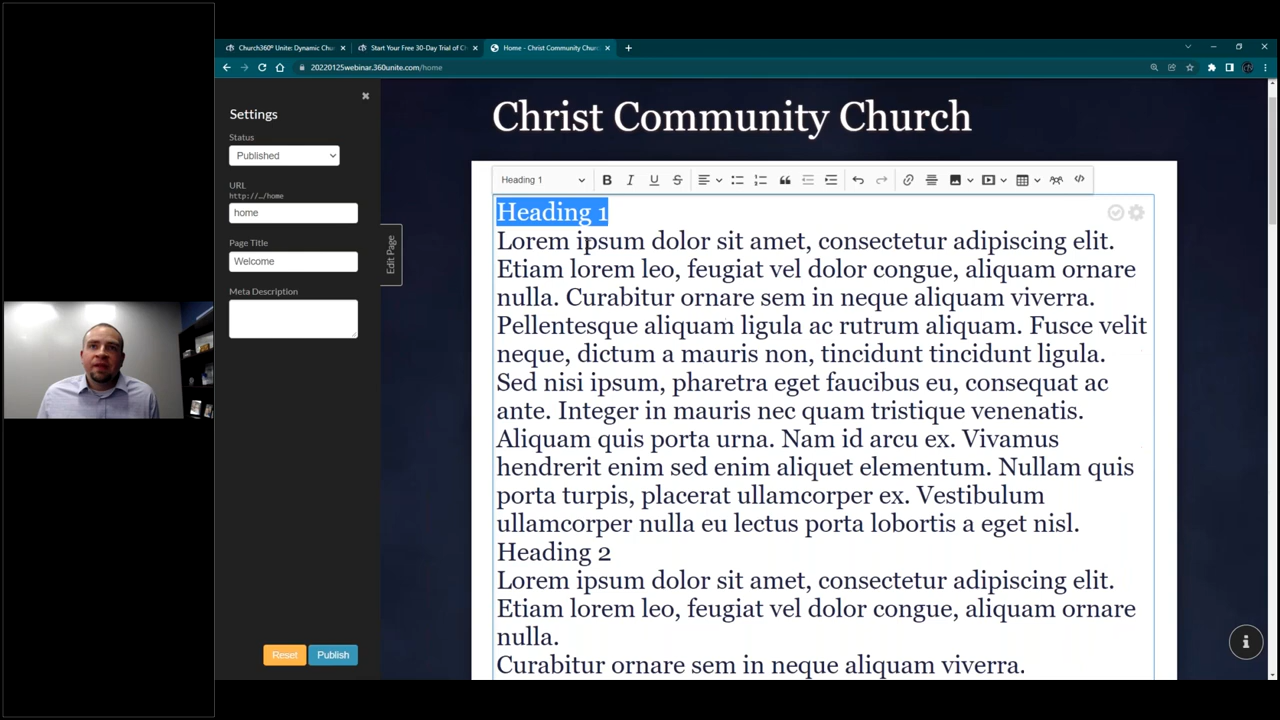 Church360º Unite: Dynamic Chur
Start Your Free 30-Day Trial of C
Home - Christ Community Churc
20220125webinar.360unite.com/home
Settings
Status
Published
URL
http://.../home
home
Page Title
Welcome
Meta Description
Reset
Publish
Edit Page
Christ Community Church
Heading 1
Heading 1
Lorem ipsum dolor sit amet, consectetur adipiscing elit.
Etiam lorem leo, feugiat vel dolor congue, aliquam ornare
nulla. Curabitur ornare sem in neque aliquam viverra.
Pellentesque aliquam ligula ac rutrum aliquam. Fusce velit
neque, dictum a mauris non, tincidunt tincidunt ligula.
Sed nisi ipsum, pharetra eget faucibus eu, consequat ac
ante. Integer in mauris nec quam tristique venenatis.
Aliquam quis porta urna. Nam id arcu ex. Vivamus
hendrerit enim sed enim aliquet elementum. Nullam quis
porta turpis, placerat ullamcorper ex. Vestibulum
ullamcorper nulla eu lectus porta lobortis a eget nisl.
Heading 2
Lorem ipsum dolor sit amet, consectetur adipiscing elit.
Etiam lorem leo, feugiat vel dolor congue, aliquam ornare
nulla.
Curabitur ornare sem in neque aliquam viverra.